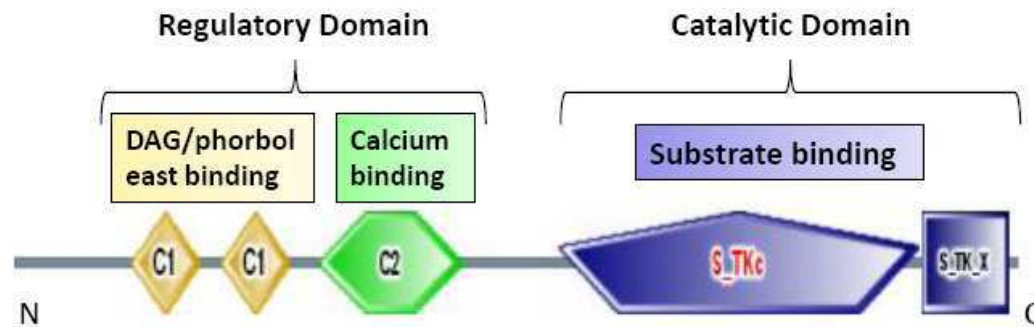 Regulatory Domain
Catalytic Domain
DAG/phorbol
east binding
Calcium
binding
Substrate binding
C1
C1
C2
S_TKc
S_TK_X
N